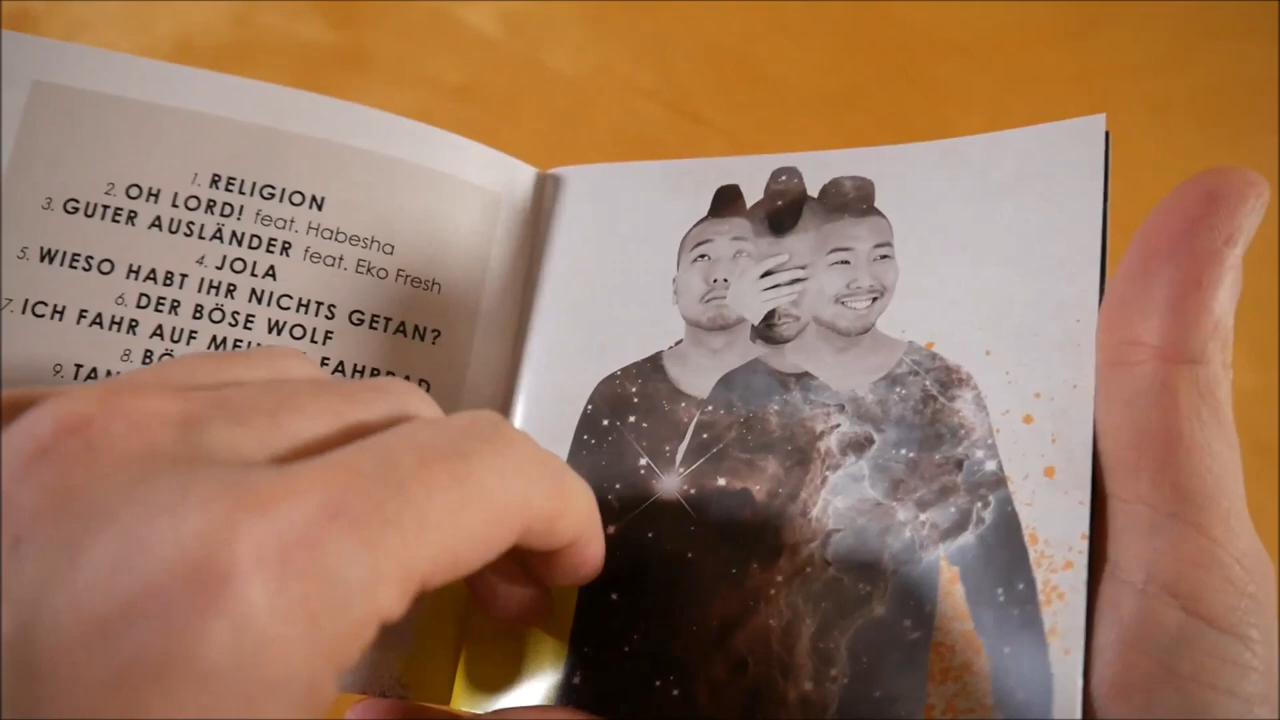 1. RELIGION
2. OH LORD! feat. Habesha
3. GUTER AUSLÄNDER feat. Eko Fresh
4. JOLA
5. WIESO HABT IHR NICHTS GETAN?
6. DER BÖSE WOLF
7. ICH FAHR AUF FAHRRAD
8.
9.